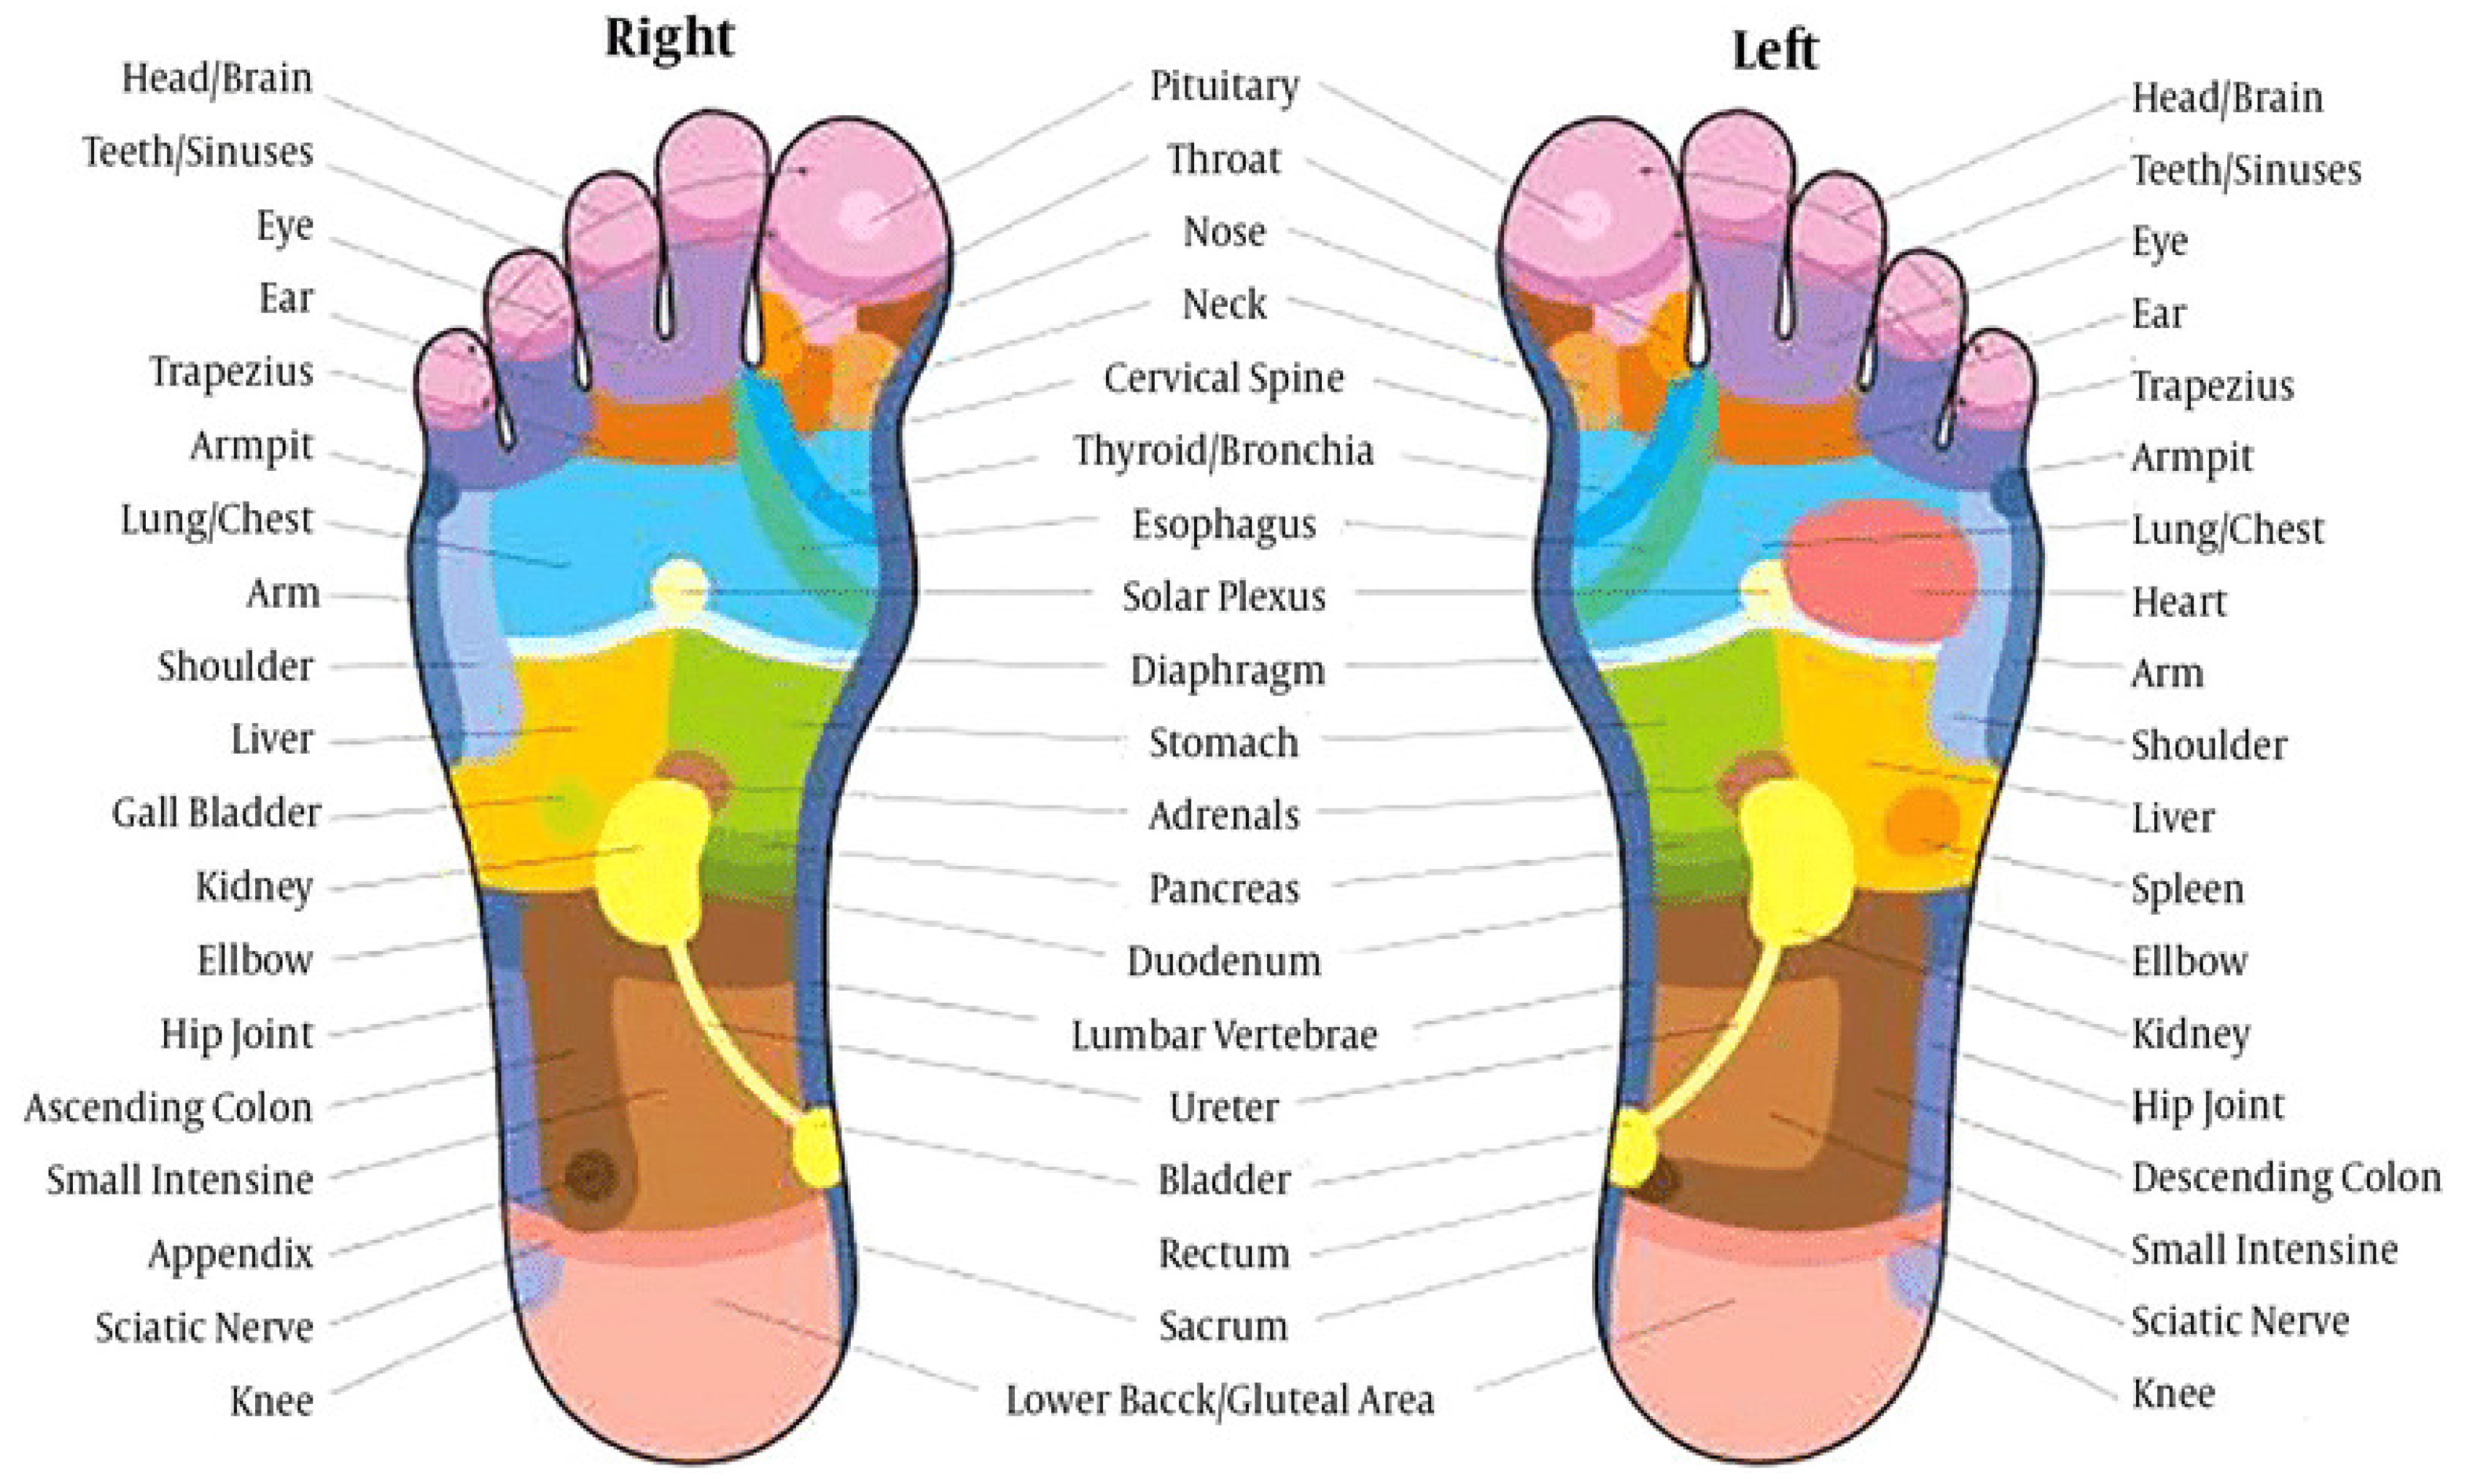 Right
Left
Head/Brain
Teeth/Sinuses
Eye
Ear
Trapezius
Armpit
Lung/Chest
Arm
Shoulder
Liver
Gall Bladder
Kidney
Ellbow
Hip Joint
Ascending Colon
Small Intensine
Appendix
Sciatic Nerve
Knee
Pituitary
Throat
Nose
Neck
Cervical Spine
Thyroid/Bronchia
Esophagus
Solar Plexus
Diaphragm
Stomach
Adrenals
Pancreas
Duodenum
Lumbar Vertebrae
Ureter
Bladder
Rectum
Sacrum
Lower Bacck/Gluteal Area
Head/Brain
Teeth/Sinuses
Eye
Ear
Trapezius
Armpit
Lung/Chest
Heart
Arm
Shoulder
Liver
Spleen
Ellbow
Kidney
Hip Joint
Descending Colon
Small Intensine
Sciatic Nerve
Knee